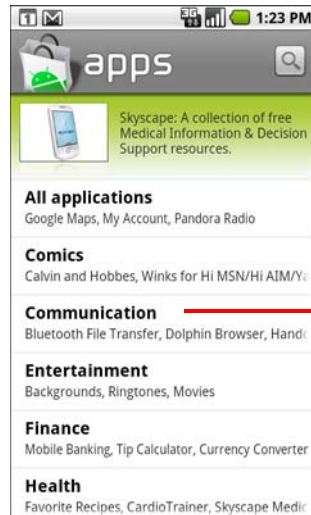 1:23 PM
apps
Skyscape: A collection of free
Medical Information & Decision
Support resources.
All applications
Google Maps, My Account, Pandora Radio
Comics
Calvin and Hobbes, Winks for Hi MSN/Hi AIM/Ya
Communication
Bluetooth File Transfer, Dolphin Browser, Handc
Entertainment
Backgrounds, Ringtones, Movies
Finance
Mobile Banking, Tip Calculator, Currency Converter
Health
Favorite Recipes, CardioTrainer, Skyscape Medic